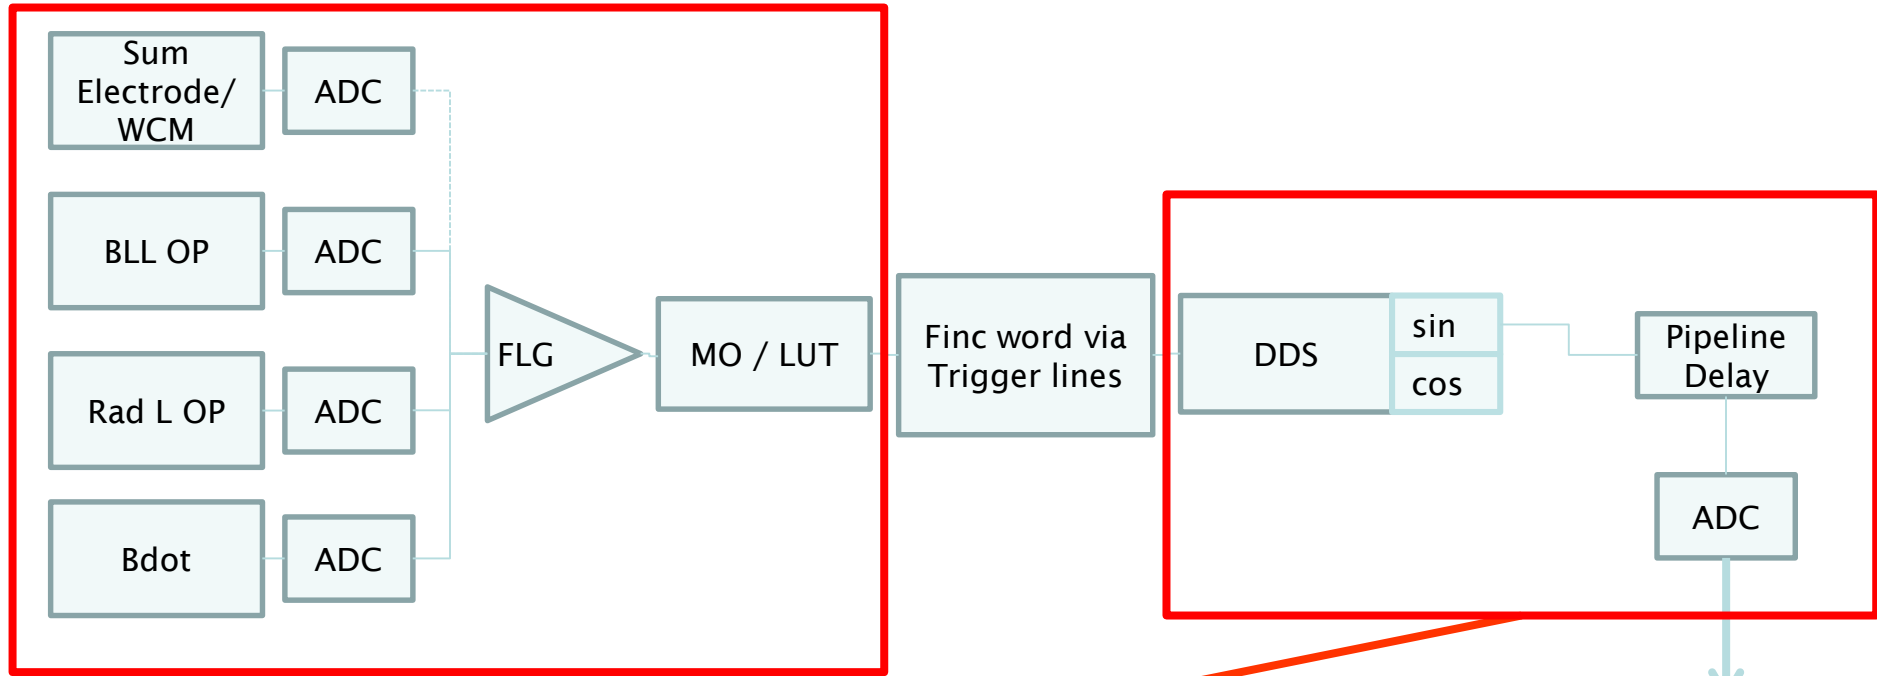 Sum
Electrode/
WCM
ADC
BLL OP
ADC
Rad L OP
ADC
Bdot
ADC
FLG
MO / LUT
Finc word via
Trigger lines
DDS
sin
cos
Pipeline
Delay
ADC